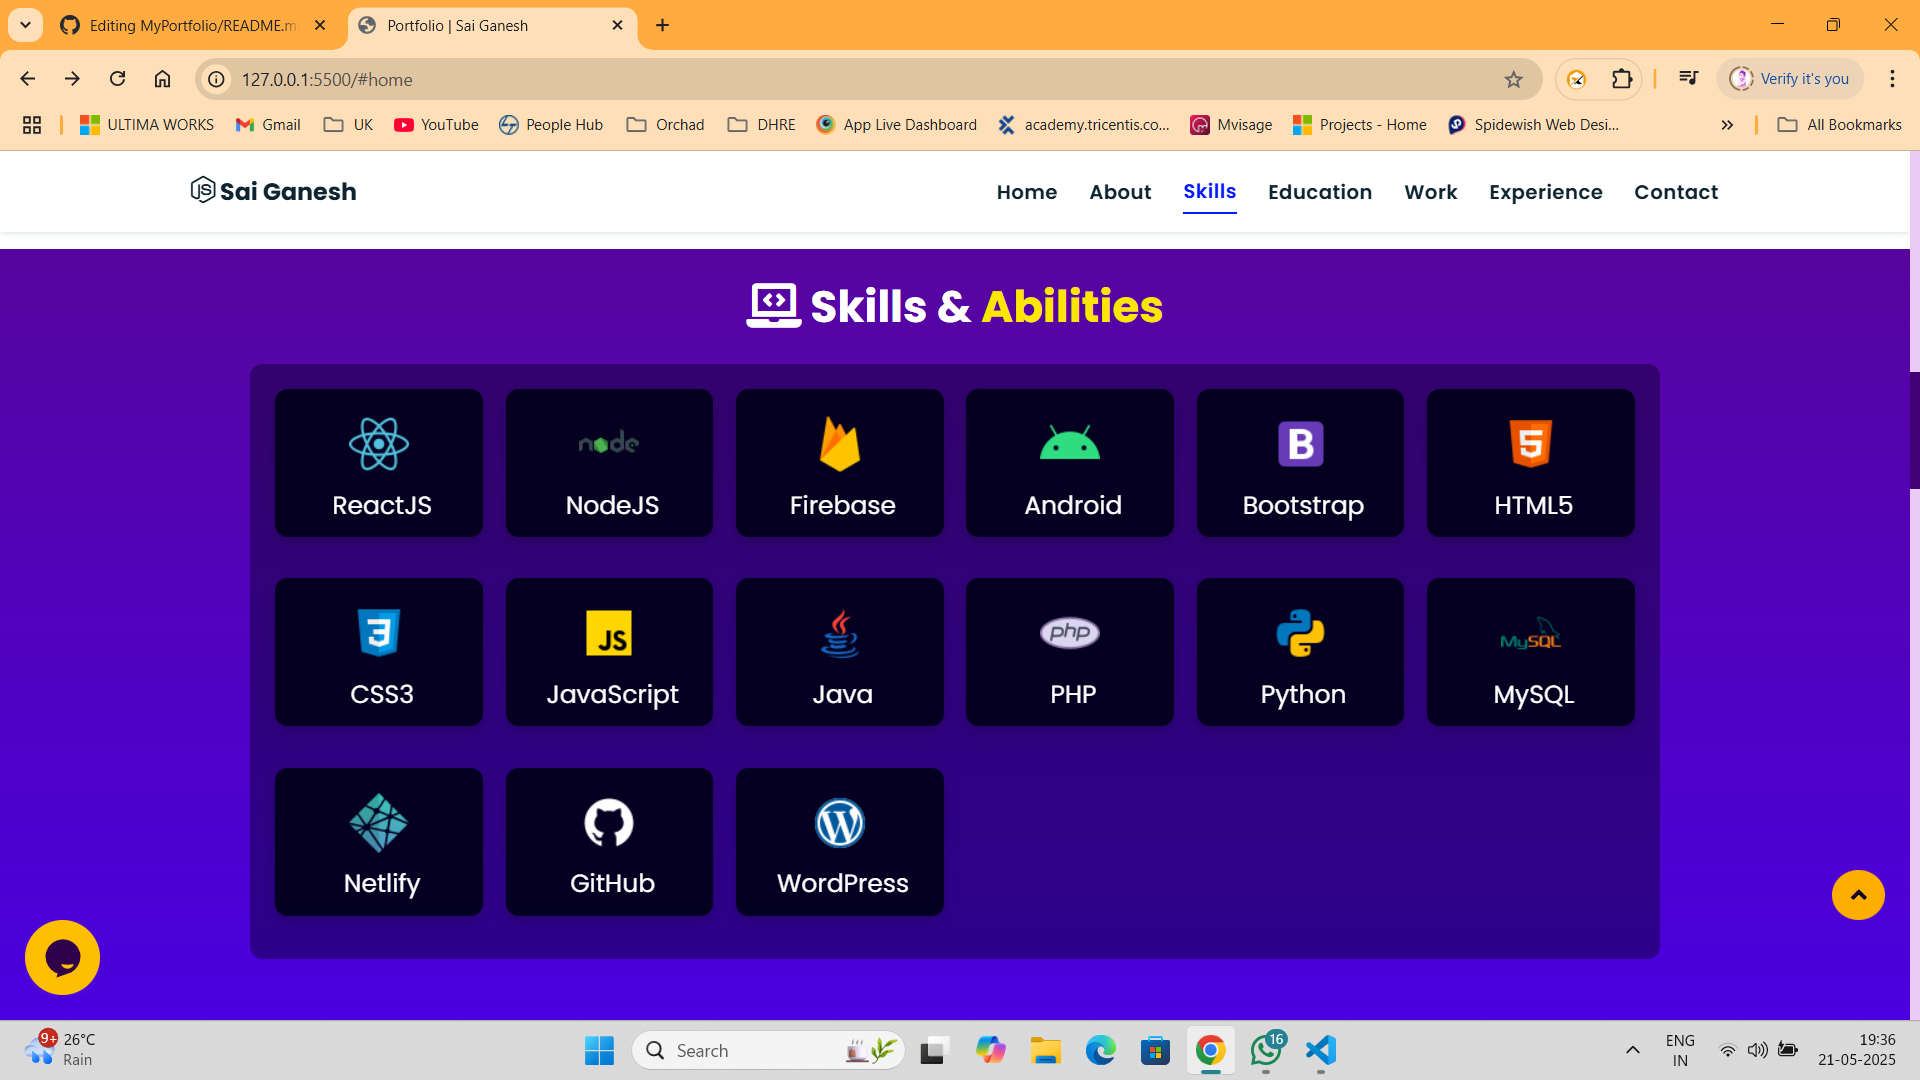 Editing MyPortfolio/README.m
Portfolio | Sai Ganesh
127.0.0.1:5500/#home
Verify it's you
ULTIMA WORKS
Gmail
UK
YouTube
People Hub
Orchad
DHRE
App Live Dashboard
academy.tricentis.co...
Mvisage
Projects - Home
Spidewish Web Desi...
All Bookmarks
JS Sai Ganesh
Home
About
Skills
Education
Work
Experience
Contact
Skills & Abilities
node
B
5
ReactJS
NodeJS
Firebase
Android
Bootstrap
HTML5
3
JS
php
MySQL
CSS3
JavaScript
Java
PHP
Python
MySQL
W
Netlify
GitHub
WordPress
9+
26°C
Rain
Search
16
ENG
IN
19:36
21-05-2025